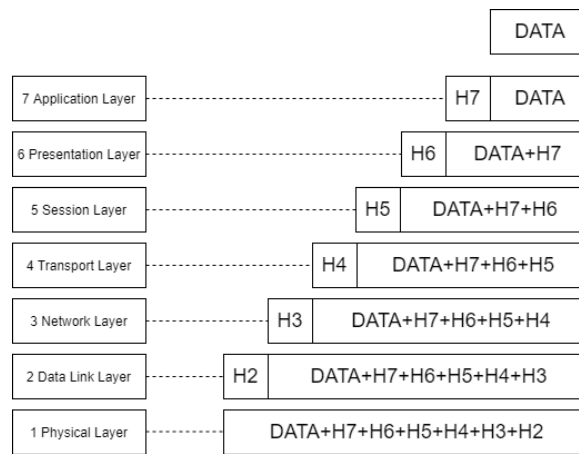 DATA
7 Application Layer H7 DATA
6 Presentation Layer H6 DATA+H7
5 Session Layer H5 DATA+H7+H6
4 Transport Layer H4 DATA+H7+H6+H5
3 Network Layer H3 DATA+H7+H6+H5+H4
2 Data Link Layer H2 DATA+H7+H6+H5+H4+H3
1 Physical Layer DATA+H7+H6+H5+H4+H3+H2